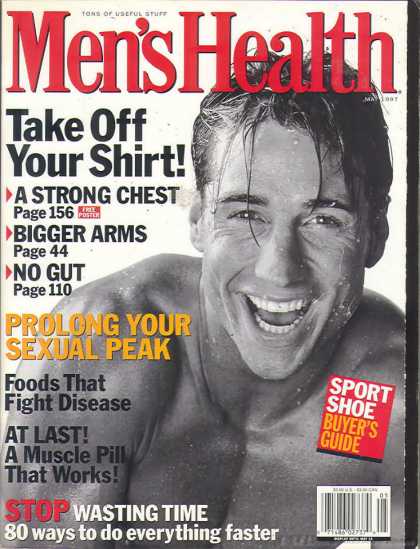 TONS OF USEFUL STUFF
Men'sHealth
MAY 1997
Take Off
Your Shirt!
A STRONG CHEST
Page 156 FREE POSTER
BIGGER ARMS
Page 44
NO GUT
Page 110
PROLONG YOUR
SEXUAL PEAK
Foods That
Fight Disease
AT LAST!
A Muscle Pill
That Works!
SPORT
SHOE
BUYER'S
GUIDE
STOP WASTING TIME
80 ways to do everything faster
05